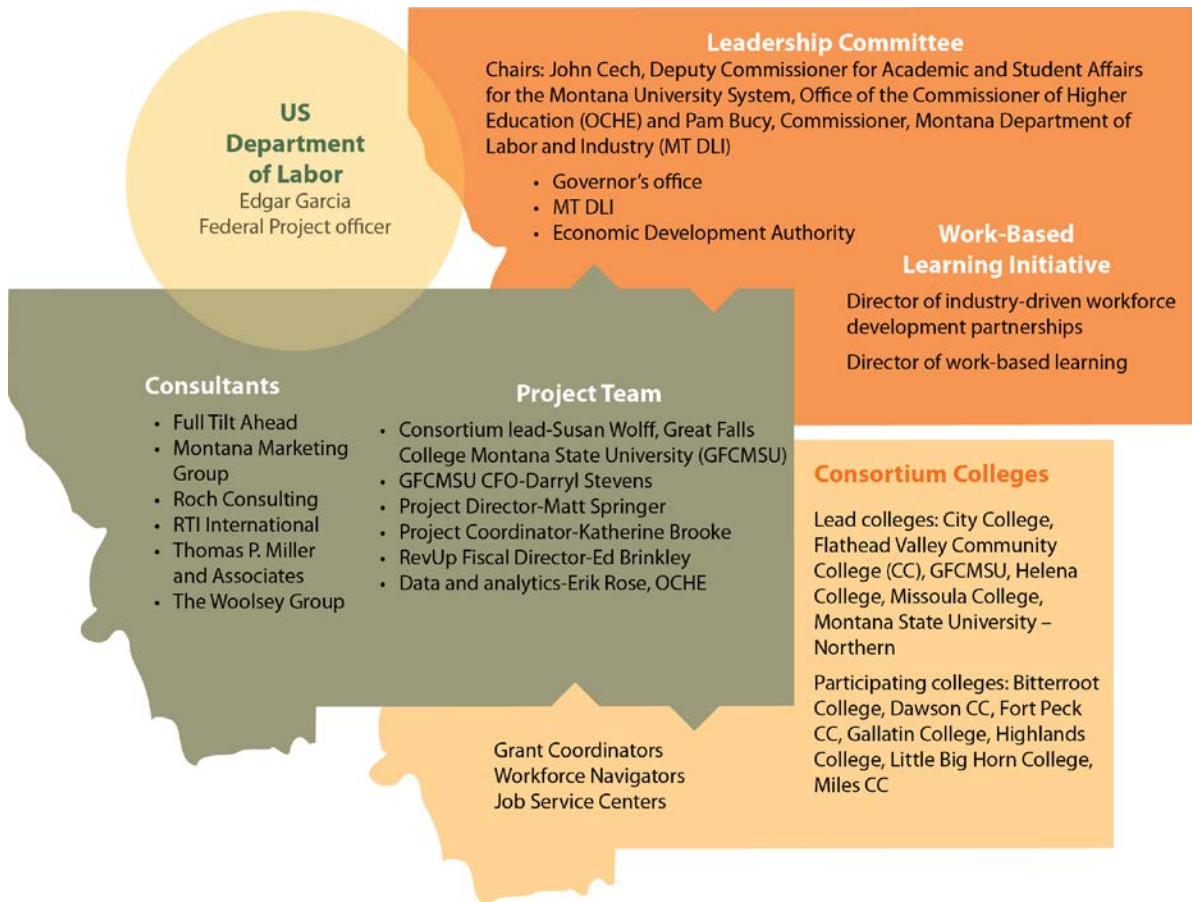 US
Department
of Labor
Edgar Garcia
Federal Project officer
Leadership Committee
Chairs: John Cech, Deputy Commissioner for Academic and Student Affairs
for the Montana University System, Office of the Commissioner of Higher
Education (OCHE) and Pam Bucy, Commissioner, Montana Department of
Labor and Industry (MT DLI)
• Governor's office
• MT DLI
• Economic Development Authority
Work-Based
Learning Initiative
Director of industry-driven workforce
development partnerships
Director of work-based learning
Consultants
• Full Tilt Ahead
• Montana Marketing
Group
• Roch Consulting
• RTI International
• Thomas P. Miller
and Associates
• The Woolsey Group
Project Team
• Consortium lead-Susan Wolff, Great Falls
College Montana State University (GFCMSU)
• GFCMSU CFO-Darryl Stevens
• Project Director-Matt Springer
• Project Coordinator-Katherine Brooke
• RevUp Fiscal Director-Ed Brinkley
• Data and analytics-Erik Rose, OCHE
Consortium Colleges
Lead colleges: City College,
Flathead Valley Community
College (CC), GFCMSU, Helena
College, Missoula College,
Montana State University –
Northern
Participating colleges: Bitterroot
College, Dawson CC, Fort Peck
CC, Gallatin College, Highlands
College, Little Big Horn College,
Miles CC
Grant Coordinators
Workforce Navigators
Job Service Centers